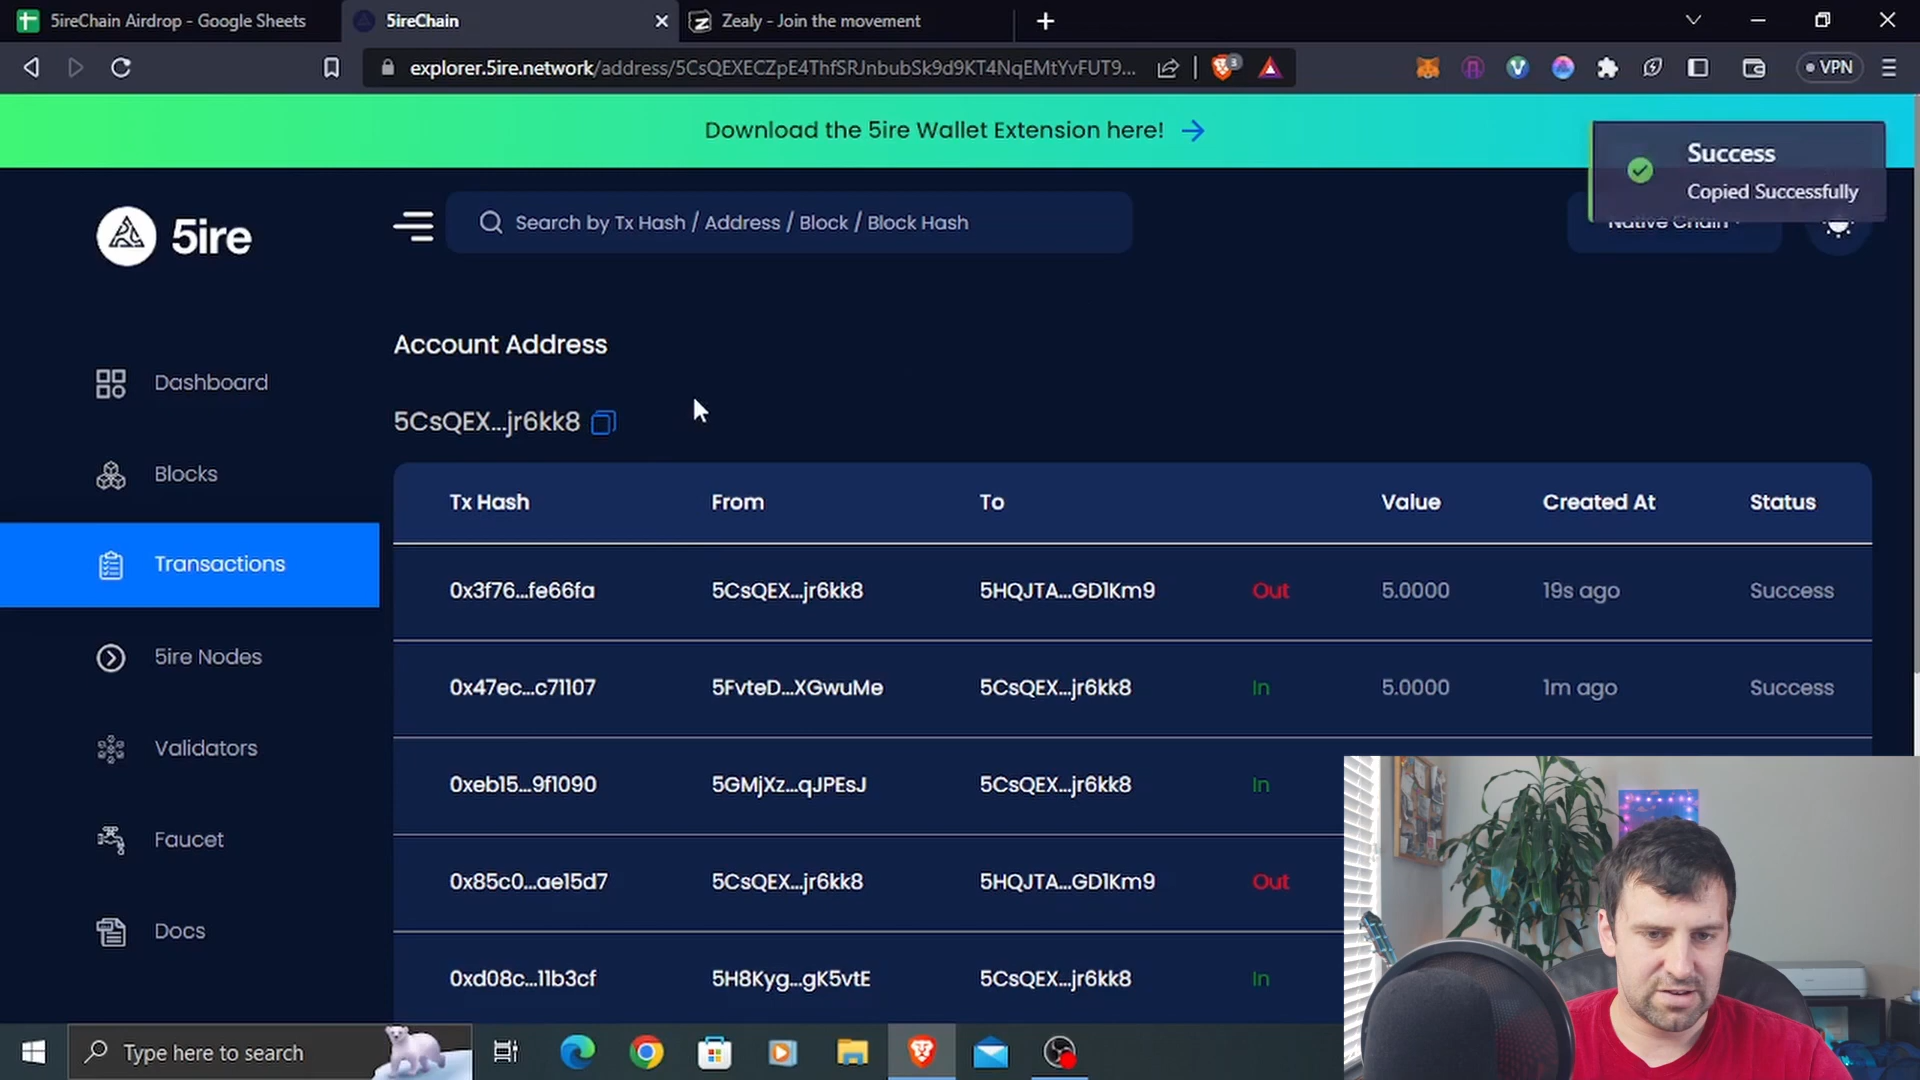 5ireChain Airdrop - Google Sheets
5ireChain
Zealy - Join the movement
explorer.5ire.network/address/5CsQEXECZpE4ThfSRJnbubSk9d9KT4NqEMtYvFUT9...
3
VPN
Download the 5ire Wallet Extension here!
Success
Copied Successfully
5ire
Search by Tx Hash / Address / Block / Block Hash
Native Chain
Account Address
5CsQEX...jr6kk8
Dashboard
Blocks
Transactions
5ire Nodes
Validators
Faucet
Docs
Tx Hash From To Value Created At Status
0x3f76...fe66fa 5CsQEX...jr6kk8 5HQJTA...GD1Km9 Out 5.0000 19s ago Success
0x47ec...c71107 5FvteD...XGwuMe 5CsQEX...jr6kk8 In 5.0000 1m ago Success
0xeb15...9f1090 5GMjXz...qJPEsJ 5CsQEX...jr6kk8 In
0x85c0...ae15d7 5CsQEX...jr6kk8 5HQJTA...GD1Km9 Out
0xd08c...11b3cf 5H8Kyg...gK5vtE 5CsQEX...jr6kk8 In
Type here to search